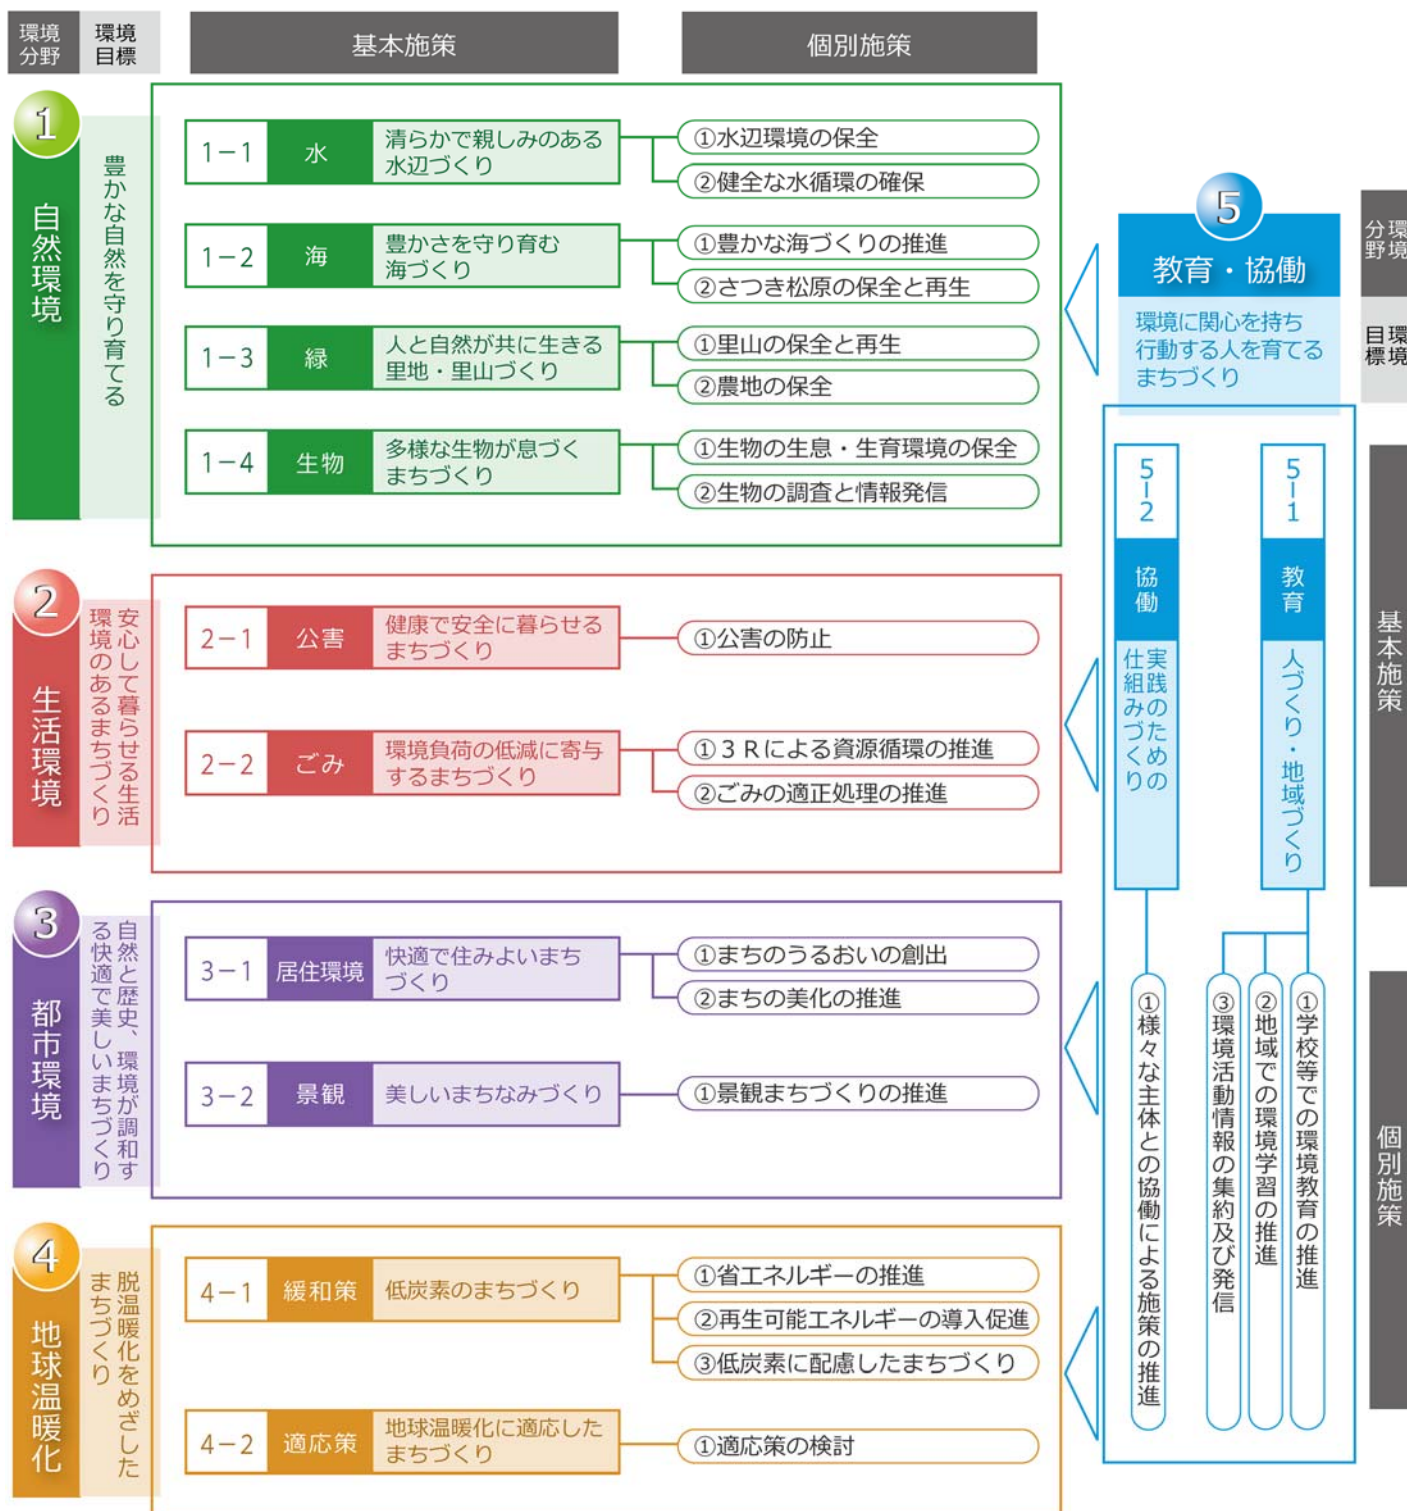 環境
分野
環境
目標
基本施策
個別施策
1
自然環境
豊かな自然を守り育てる
1－1
水
清らかで親しみのある
水辺づくり
①水辺環境の保全
②健全な水循環の確保
1－2
海
豊かさを守り育む
海づくり
①豊かな海づくりの推進
②さつき松原の保全と再生
1－3
緑
人と自然が共に生きる
里地・里山づくり
①里山の保全と再生
②農地の保全
1－4
生物
多様な生物が息づく
まちづくり
①生物の生息・生育環境の保全
②生物の調査と情報発信
2
生活環境
安心して暮らせる生活
環境のあるまちづくり
2－1
公害
健康で安全に暮らせる
まちづくり
①公害の防止
2－2
ごみ
環境負荷の低減に寄与
するまちづくり
①３Ｒによる資源循環の推進
②ごみの適正処理の推進
3
都市環境
自然と歴史、環境が調和す
る快適で美しいまちづくり
3－1
居住環境
快適で住みよいまち
づくり
①まちのうるおいの創出
②まちの美化の推進
3－2
景観
美しいまちなみづくり
①景観まちづくりの推進
4
地球温暖化
脱温暖化をめざした
まちづくり
4－1
緩和策
低炭素のまちづくり
①省エネルギーの推進
②再生可能エネルギーの導入促進
③低炭素に配慮したまちづくり
4－2
適応策
地球温暖化に適応した
まちづくり
①適応策の検討
5
教育・協働
環境に関心を持ち
行動する人を育てる
まちづくり
環境
分野
環境
目標
基本施策
個別施策
5－1
教育
人づくり・地域づくり
①学校等での環境教育の推進
②地域での環境学習の推進
③環境活動情報の集約及び発信
5－2
協働
実践のための
仕組みづくり
①様々な主体との協働による施策の推進